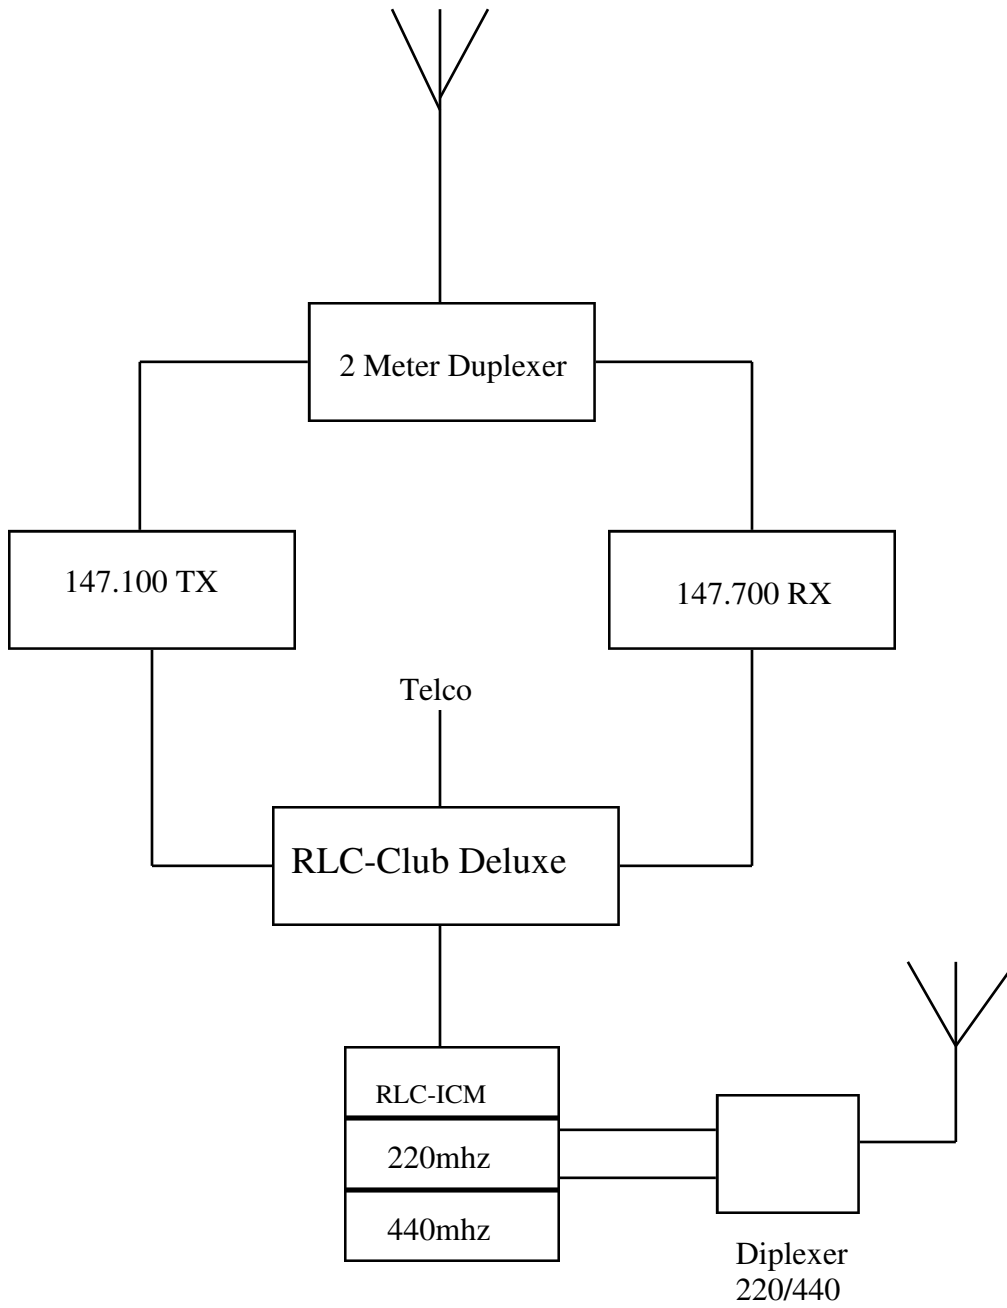 2 Meter Duplexer
147.100 TX
147.700 RX
Telco
RLC-Club Deluxe
RLC-ICM
220mhz
440mhz
Diplexer
220/440